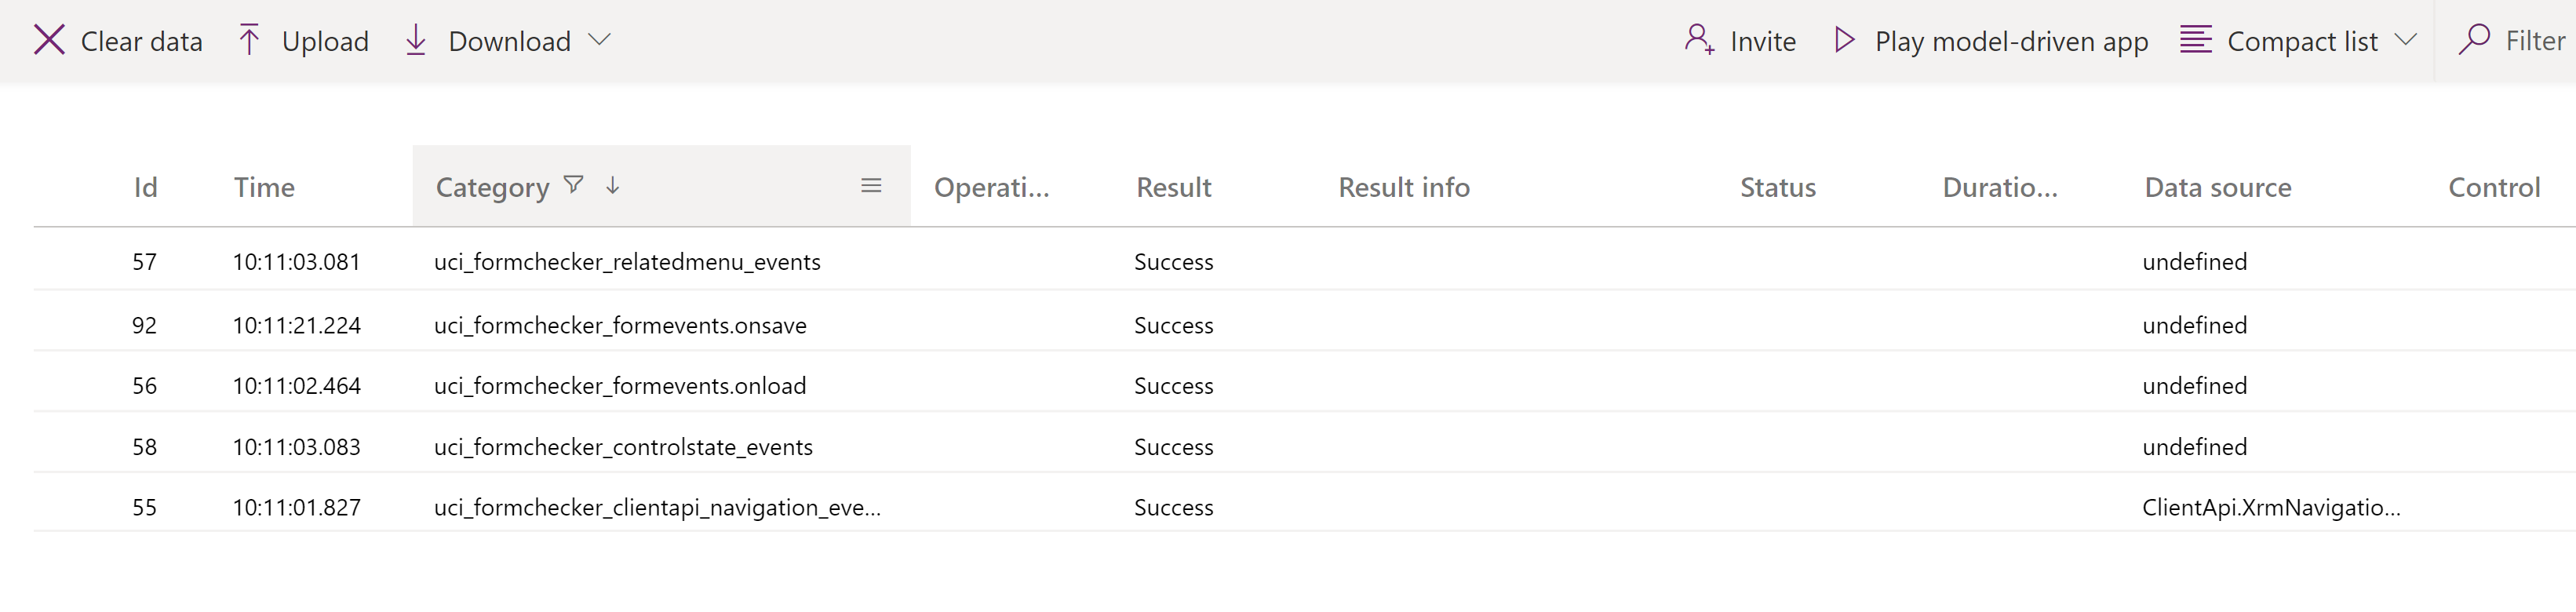 Clear data Upload Download Invite Play model-driven app Compact list Filter
Id Time Category Operati... Result Result info Status Duratio... Data source Control
57 10:11:03.081 uci_formchecker_relatedmenu_events Success undefined
92 10:11:21.224 uci_formchecker_formevents.onsave Success undefined
56 10:11:02.464 uci_formchecker_formevents.onload Success undefined
58 10:11:03.083 uci_formchecker_controlstate_events Success undefined
55 10:11:01.827 uci_formchecker_clientapi_navigation_eve... Success ClientApi.XrmNavigatio...